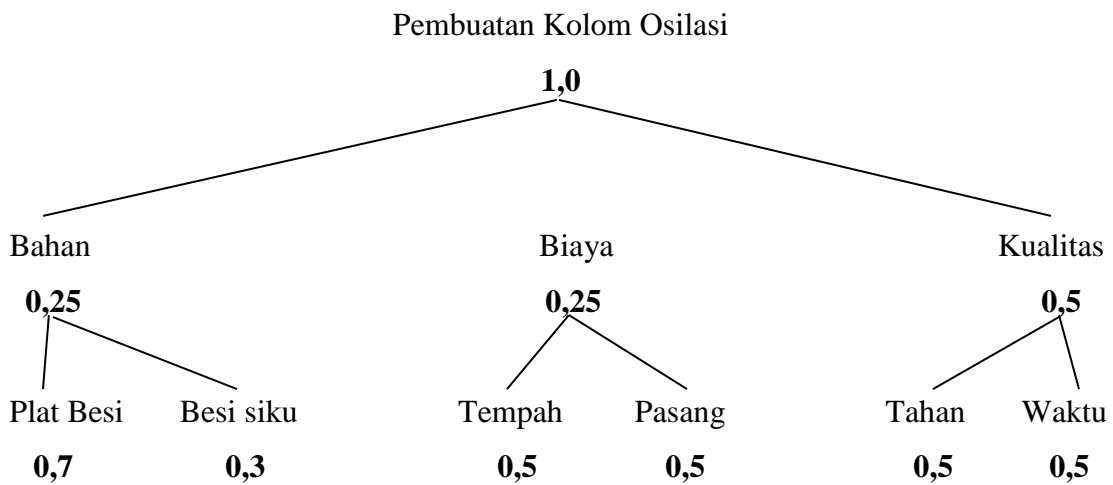 Pembuatan Kolom Osilasi
1,0
Bahan Biaya Kualitas
0,25 0,25 0,5
Plat Besi Besi siku Tempah Pasang Tahan Waktu
0,7 0,3 0,5 0,5 0,5 0,5